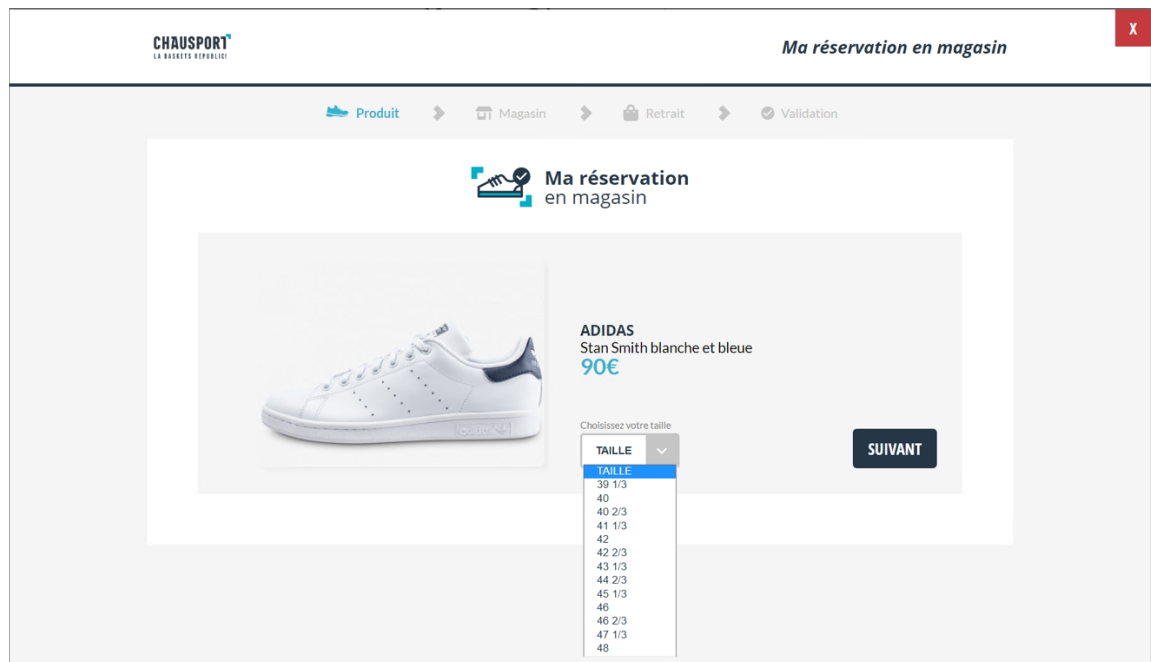 CHAUSPORT
LA BASKETS REPUBLIC!
Ma réservation en magasin
X
Produit
Magasin
Retrait
Validation
Ma réservation
en magasin
ADIDAS
Stan Smith blanche et bleue
90€
Choisissez votre taille
TAILLE
SUIVANT
TAILLE
39 1/3
40
40 2/3
41 1/3
42
42 2/3
43 1/3
44 2/3
45 1/3
46
46 2/3
47 1/3
48